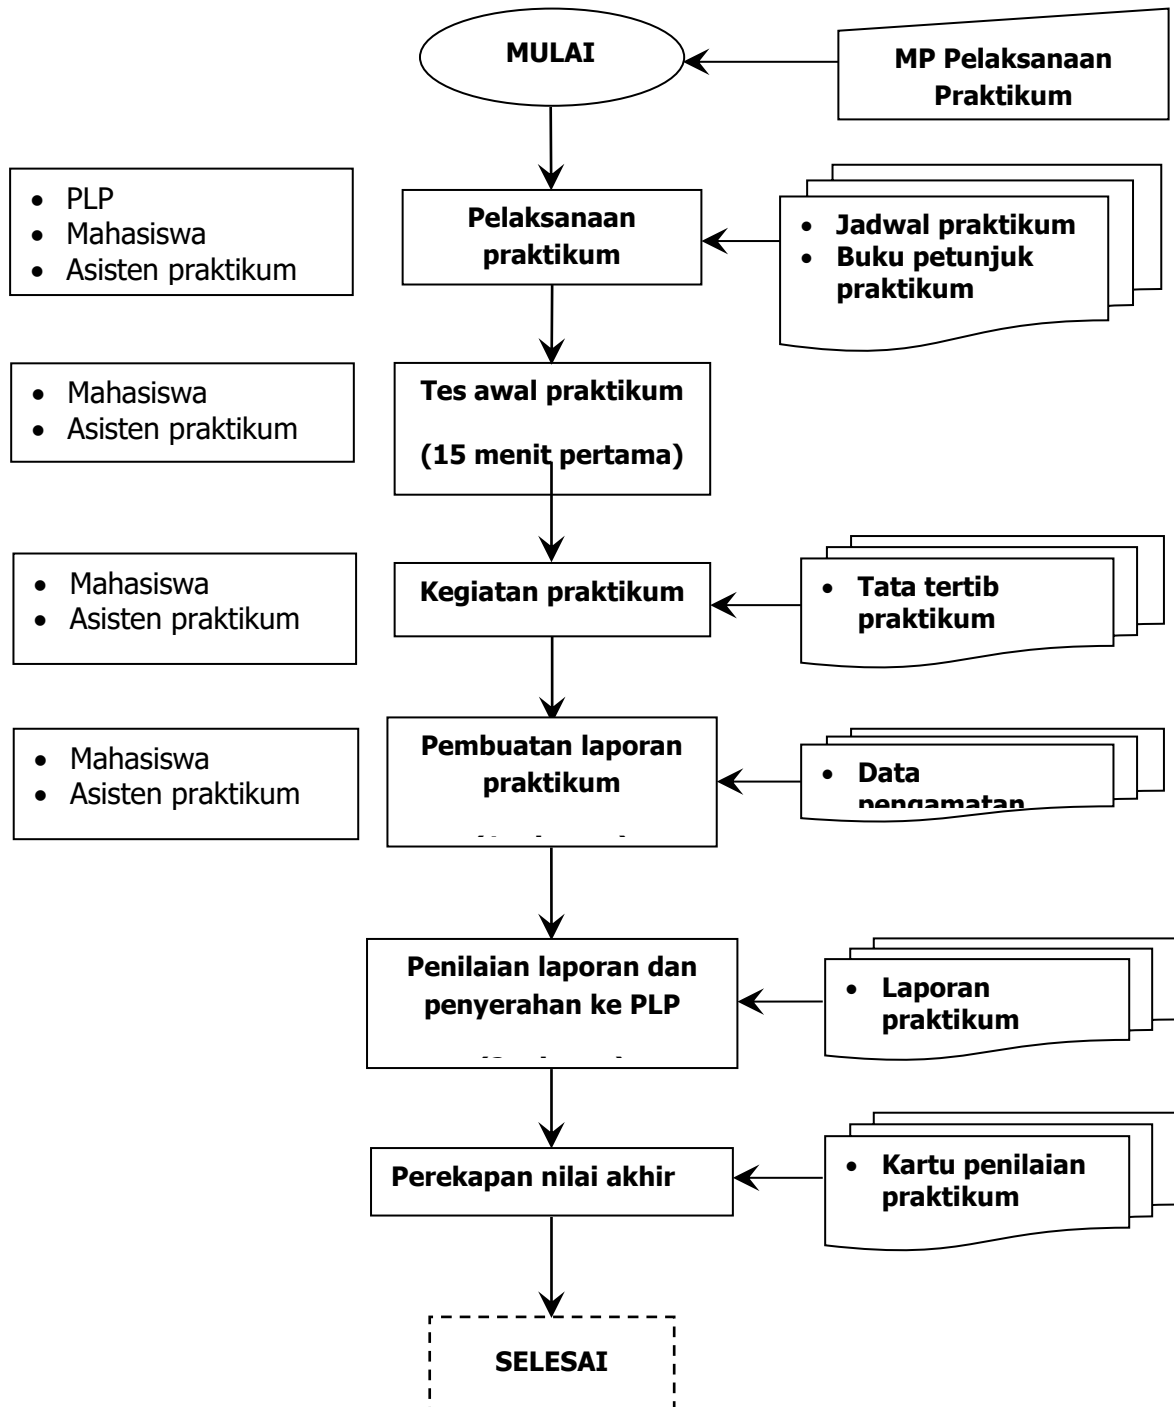 MULAI
MP Pelaksanaan
Praktikum
• PLP
• Mahasiswa
• Asisten praktikum
Pelaksanaan
praktikum
• Jadwal praktikum
• Buku petunjuk
praktikum
• Mahasiswa
• Asisten praktikum
Tes awal praktikum
(15 menit pertama)
• Mahasiswa
• Asisten praktikum
Kegiatan praktikum
• Tata tertib
praktikum
• Mahasiswa
• Asisten praktikum
Pembuatan laporan
praktikum
• Data
pengamatan
Penilaian laporan dan
penyerahan ke PLP
• Laporan
praktikum
Perekapan nilai akhir
• Kartu penilaian
praktikum
SELESAI